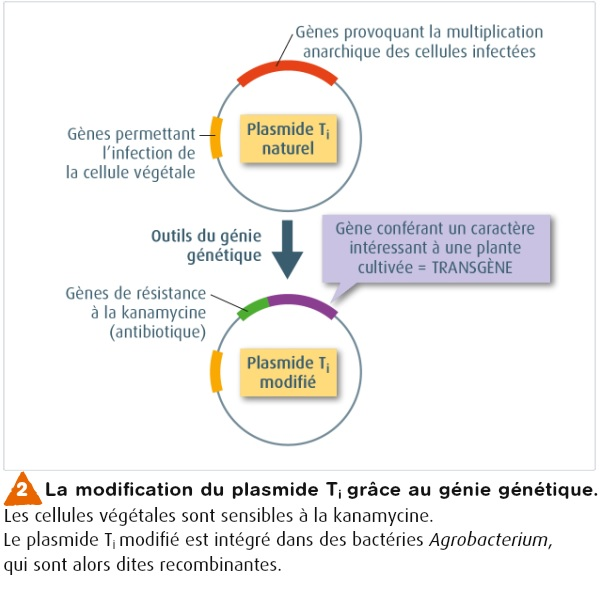 Gènes provoquant la multiplication
anarchique des cellules infectées
Plasmide Ti
naturel
Gènes permettant
l'infection de
la cellule végétale
Outils du génie
génétique
Gène conférant un caractère
intéressant à une plante
cultivée = TRANSGÈNE
Gènes de résistance
à la kanamycine
(antibiotique)
Plasmide Ti
modifié
2 La modification du plasmide Ti grâce au génie génétique.
Les cellules végétales sont sensibles à la kanamycine.
Le plasmide Ti modifié est intégré dans des bactéries Agrobacterium,
qui sont alors dites recombinantes.